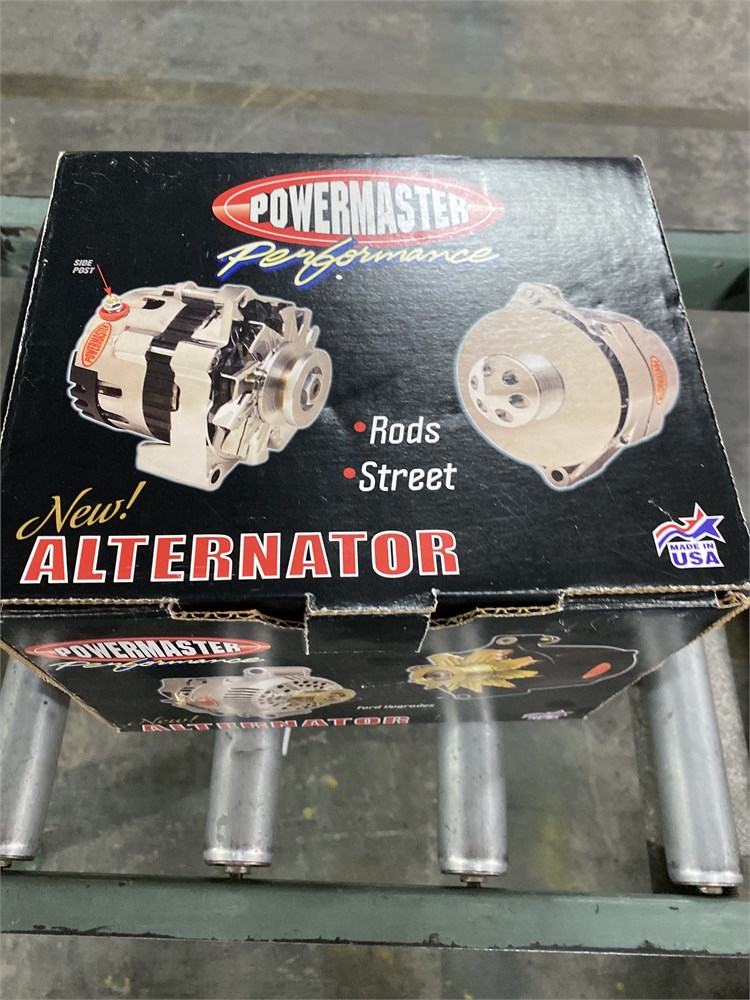 POWERMASTER
Performance
SIDE
POST
POWERMASTER
• Rods
• Street
New!
ALTERNATOR
MADE IN
USA
POWERMASTER
Performance
New!
ALTERNATOR
Ford Upgrades